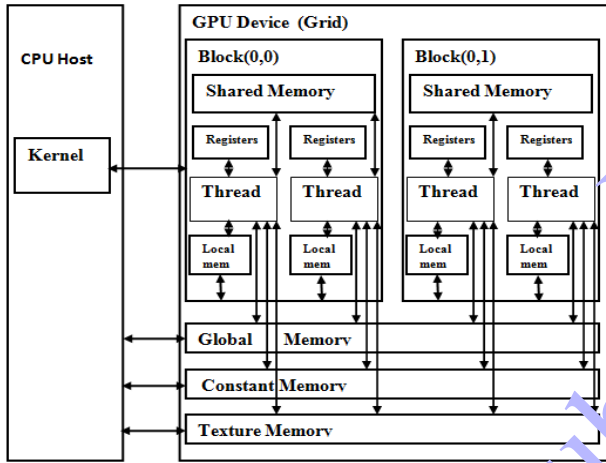 GPU Device (Grid)
CPU Host
Block(0,0)
Block(0,1)
Shared Memory
Shared Memory
Registers
Registers
Registers
Registers
Kernel
Thread
Thread
Thread
Thread
Local
mem
Local
mem
Local
mem
Local
mem
Global Memory
Constant Memory
Texture Memory